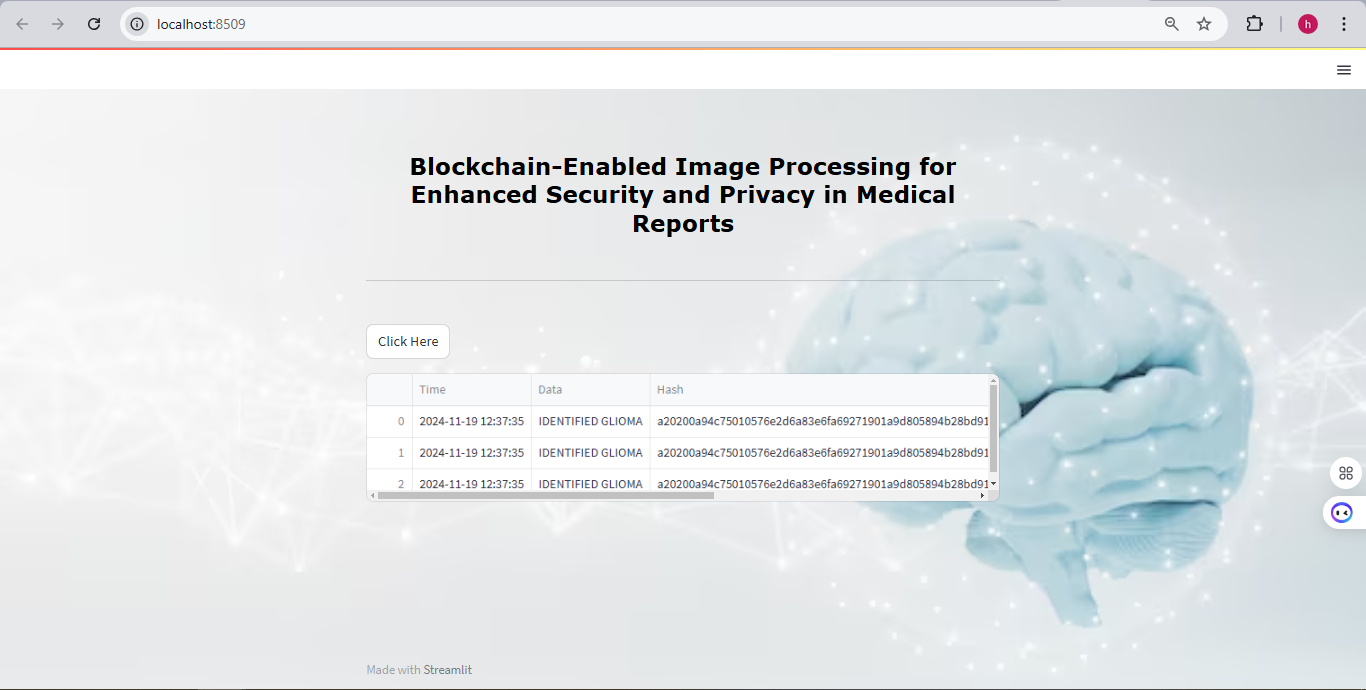 localhost:8509
h
Blockchain-Enabled Image Processing for
Enhanced Security and Privacy in Medical
Reports
Click Here
Time Data Hash
0 2024-11-19 12:37:35 IDENTIFIED GLIOMA a20200a94c75010576e2d6a83e6fa69271901a9d805894b28bd91
1 2024-11-19 12:37:35 IDENTIFIED GLIOMA a20200a94c75010576e2d6a83e6fa69271901a9d805894b28bd91
2 2024-11-19 12:37:35 IDENTIFIED GLIOMA a20200a94c75010576e2d6a83e6fa69271901a9d805894b28bd91
Made with Streamlit